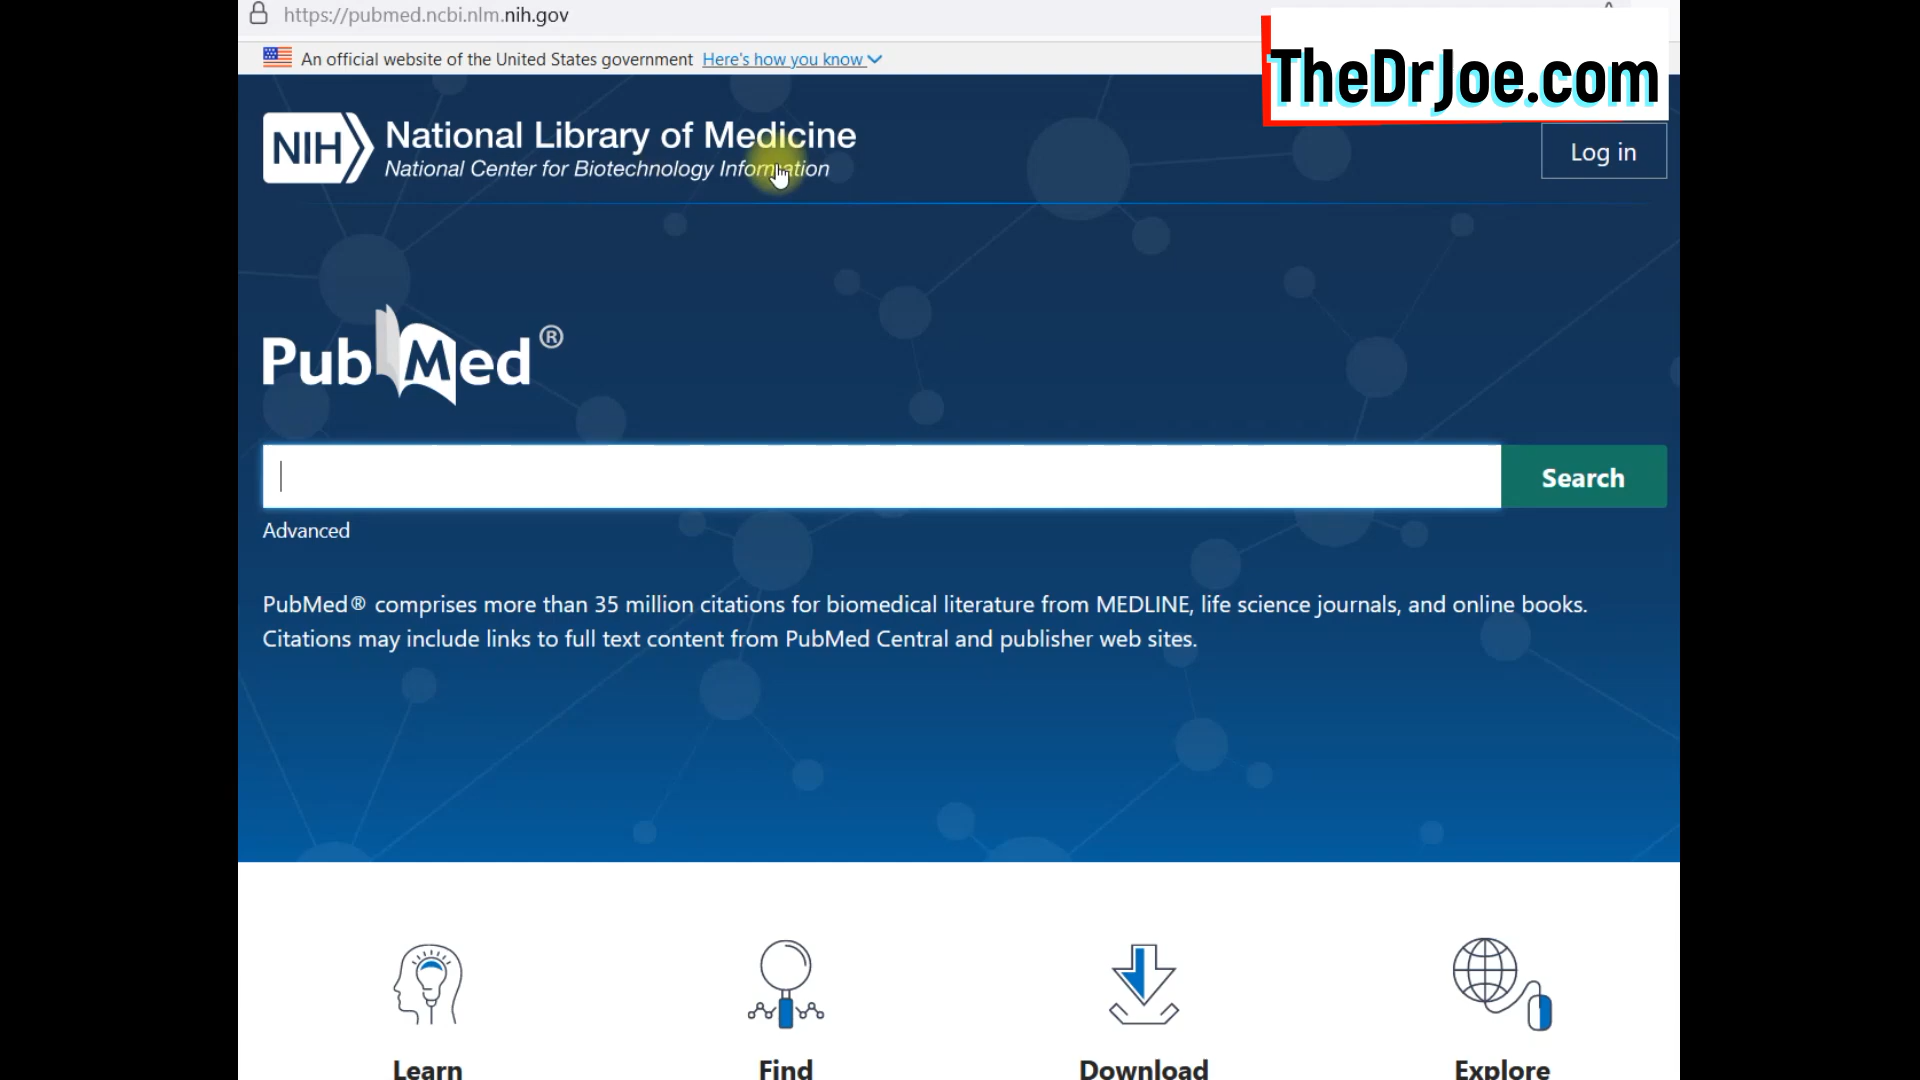 https://pubmed.ncbi.nlm.nih.gov
An official website of the United States government Here's how you know
TheDrJoe.com
NIH National Library of Medicine
National Center for Biotechnology Information
Log in
PubMed®
Search
Advanced
PubMed® comprises more than 35 million citations for biomedical literature from MEDLINE, life science journals, and online books.
Citations may include links to full text content from PubMed Central and publisher web sites.
Learn Find Download Explore